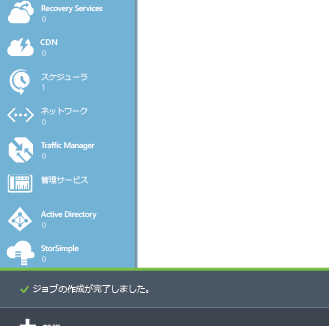 Recovery Services
0
CDN
0
スケジューラ
1
ネットワーク
0
Traffic Manager
0
管理サービス
Active Directory
0
StorSimple
0
ジョブの作成が完了しました。